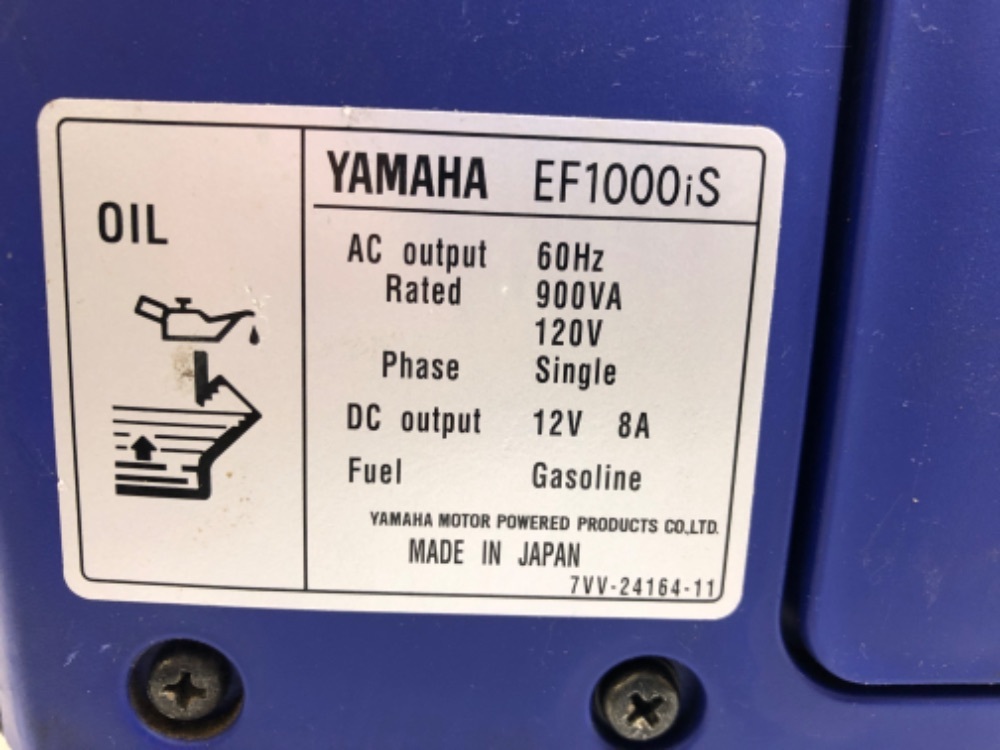 OIL
YAMAHA EF1000iS
AC output 60Hz
Rated 900VA
120V
Phase Single
DC output 12V 8A
Fuel Gasoline
YAMAHA MOTOR POWERED PRODUCTS CO.,LTD.
MADE IN JAPAN
7VV-24164-11